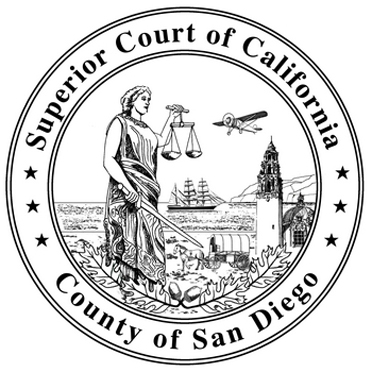 Superior Court of California
County of San Diego